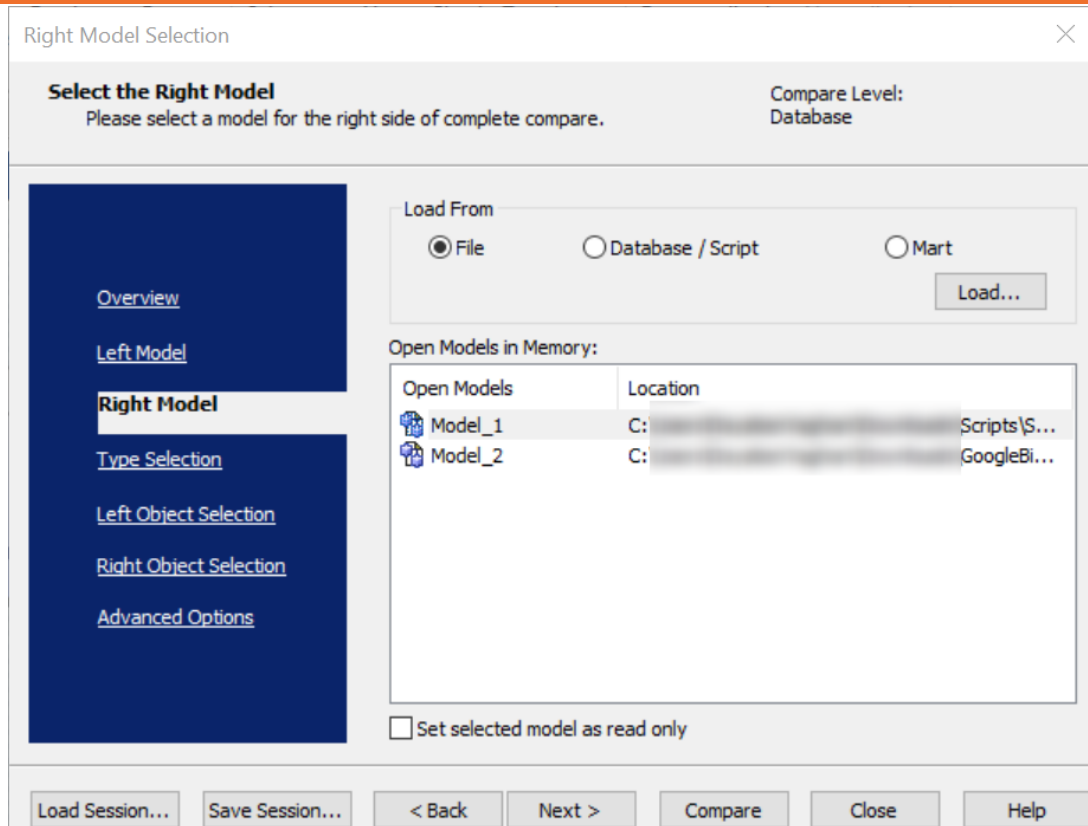 Right Model Selection
Select the Right Model
Please select a model for the right side of complete compare.
Compare Level:
Database
Overview
Left Model
Right Model
Type Selection
Left Object Selection
Right Object Selection
Advanced Options
Load From
File Database / Script Mart
Load...
Open Models in Memory:
Open Models Location
Model_1 C: Scripts\S...
Model_2 C: GoogleBi...
Set selected model as read only
Load Session... Save Session... < Back Next > Compare Close Help